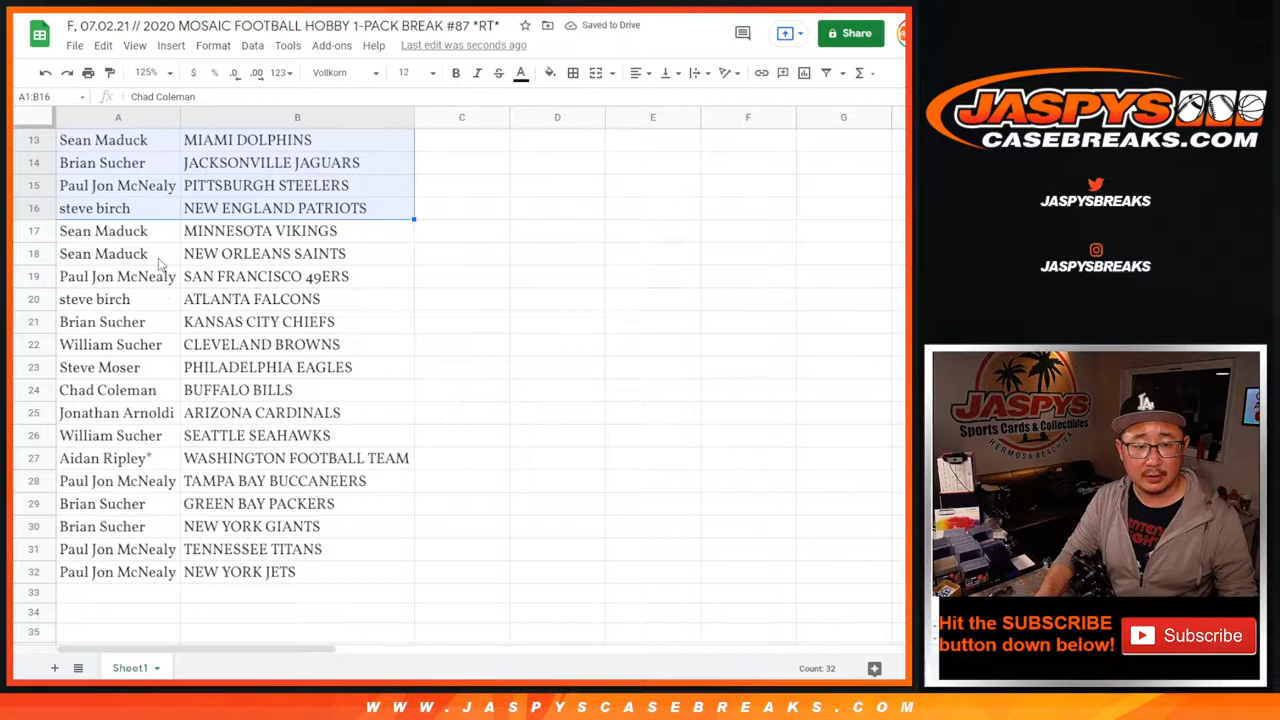 F, 07.02.21 // 2020 MOSAIC FOOTBALL HOBBY 1-PACK BREAK #87 *RT*
Saved to Drive
File Edit View Insert Format Data Tools Add-ons Help Last edit was seconds ago
Share
125% $ % .0 .00 123 Vollkorn 12 B I S A
A1:B16 fx Chad Coleman
A B C D E F G
13 Sean Maduck MIAMI DOLPHINS
14 Brian Sucher JACKSONVILLE JAGUARS
15 Paul Jon McNealy PITTSBURGH STEELERS
16 steve birch NEW ENGLAND PATRIOTS
17 Sean Maduck MINNESOTA VIKINGS
18 Sean Maduck NEW ORLEANS SAINTS
19 Paul Jon McNealy SAN FRANCISCO 49ERS
20 steve birch ATLANTA FALCONS
21 Brian Sucher KANSAS CITY CHIEFS
22 William Sucher CLEVELAND BROWNS
23 Steve Moser PHILADELPHIA EAGLES
24 Chad Coleman BUFFALO BILLS
25 Jonathan Arnoldi ARIZONA CARDINALS
26 William Sucher SEATTLE SEAHAWKS
27 Aidan Ripley* WASHINGTON FOOTBALL TEAM
28 Paul Jon McNealy TAMPA BAY BUCCANEERS
29 Brian Sucher GREEN BAY PACKERS
30 Brian Sucher NEW YORK GIANTS
31 Paul Jon McNealy TENNESSEE TITANS
32 Paul Jon McNealy NEW YORK JETS
33
34
35
Sheet1
Count: 32
JASPYS
CASEBREAKS.COM
JASPYSBREAKS
JASPYSBREAKS
JASPYS
Sports Cards & Collectibles
HERMOSA BEACH
LA
Hit the SUBSCRIBE
button down below!
Subscribe
WWW.JASPYSCASEBREAKS.COM